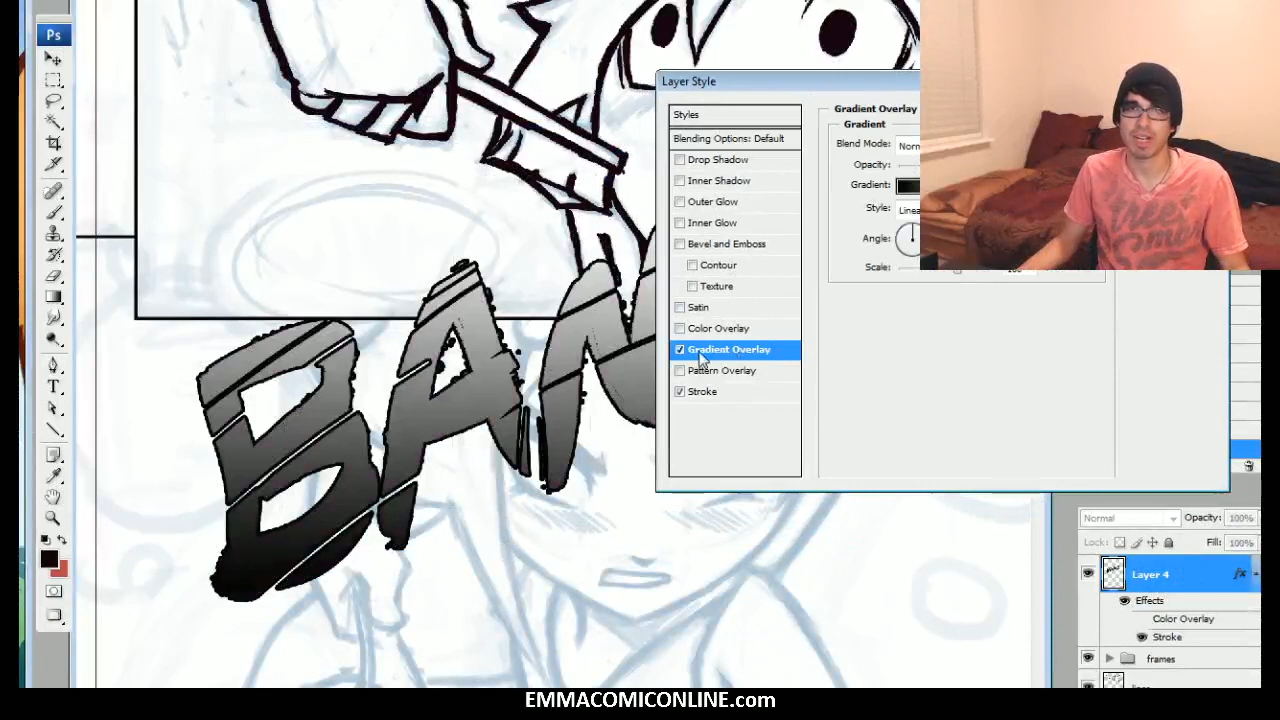 Ps
Layer Style
Styles
Blending Options: Default
Drop Shadow
Inner Shadow
Outer Glow
Inner Glow
Bevel and Emboss
Contour
Texture
Satin
Color Overlay
Gradient Overlay
Pattern Overlay
Stroke
Gradient Overlay
Gradient
Blend Mode:
Opacity:
Gradient:
Style:
Angle:
Scale:
BAM
T
Normal
Opacity: 100%
Lock:
Fill: 100%
Layer 4
fx
Effects
Color Overlay
Stroke
frames
EMMACOMICONLINE.com